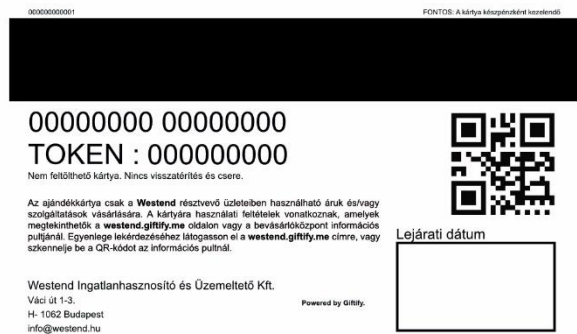 000000000001
FONTOS: A kártya készpénzként kezelendő
00000000 00000000
TOKEN : 000000000
Nem feltölthető kártya. Nincs visszatérítés és csere.
Az ajándékkártya csak a Westend résztvevő üzleteiben használható áruk és/vagy
szolgáltatások vásárlására. A kártyára használati feltételek vonatkoznak, amelyek
megtekinthetők a westend.giftify.me oldalon vagy a bevásárlóközpont információs
pultjánál. Egyenlege lekérdezéséhez látogasson el a westend.giftify.me címre, vagy
szkennelje be a QR-kódot az információs pultnál.
Lejárati dátum
Westend Ingatlanhasznosító és Üzemeltető Kft.
Váci út 1-3.
H- 1062 Budapest
info@westend.hu
Powered by Giftify.